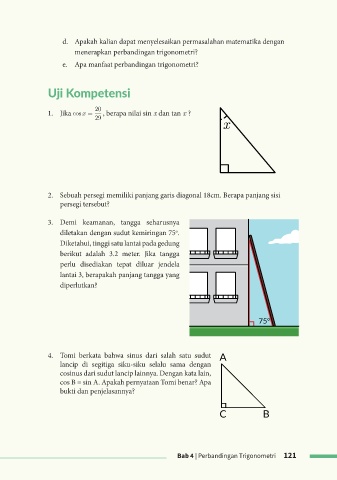 d. Apakah kalian dapat menyelesaikan permasalahan matematika dengan
menerapkan perbandingan trigonometri?
e. Apa manfaat perbandingan trigonometri?
Uji Kompetensi
1. Jika cos x = 20/29, berapa nilai sin x dan tan x ?
x
2. Sebuah persegi memiliki panjang garis diagonal 18cm. Berapa panjang sisi
persegi tersebut?
3. Demi keamanan, tangga seharusnya
diletakan dengan sudut kemiringan 75°.
Diketahui, tinggi satu lantai pada gedung
berikut adalah 3.2 meter. Jika tangga
perlu disediakan tepat diluar jendela
lantai 3, berapakah panjang tangga yang
diperlutkan?
75°
4. Tomi berkata bahwa sinus dari salah satu sudut
lancip di segitiga siku-siku selalu sama dengan
cosinus dari sudut lancip lainnya. Dengan kata lain,
cos B = sin A. Apakah pernyataan Tomi benar? Apa
bukti dan penjelasannya?
A
C B
Bab 4 | Perbandingan Trigonometri 121